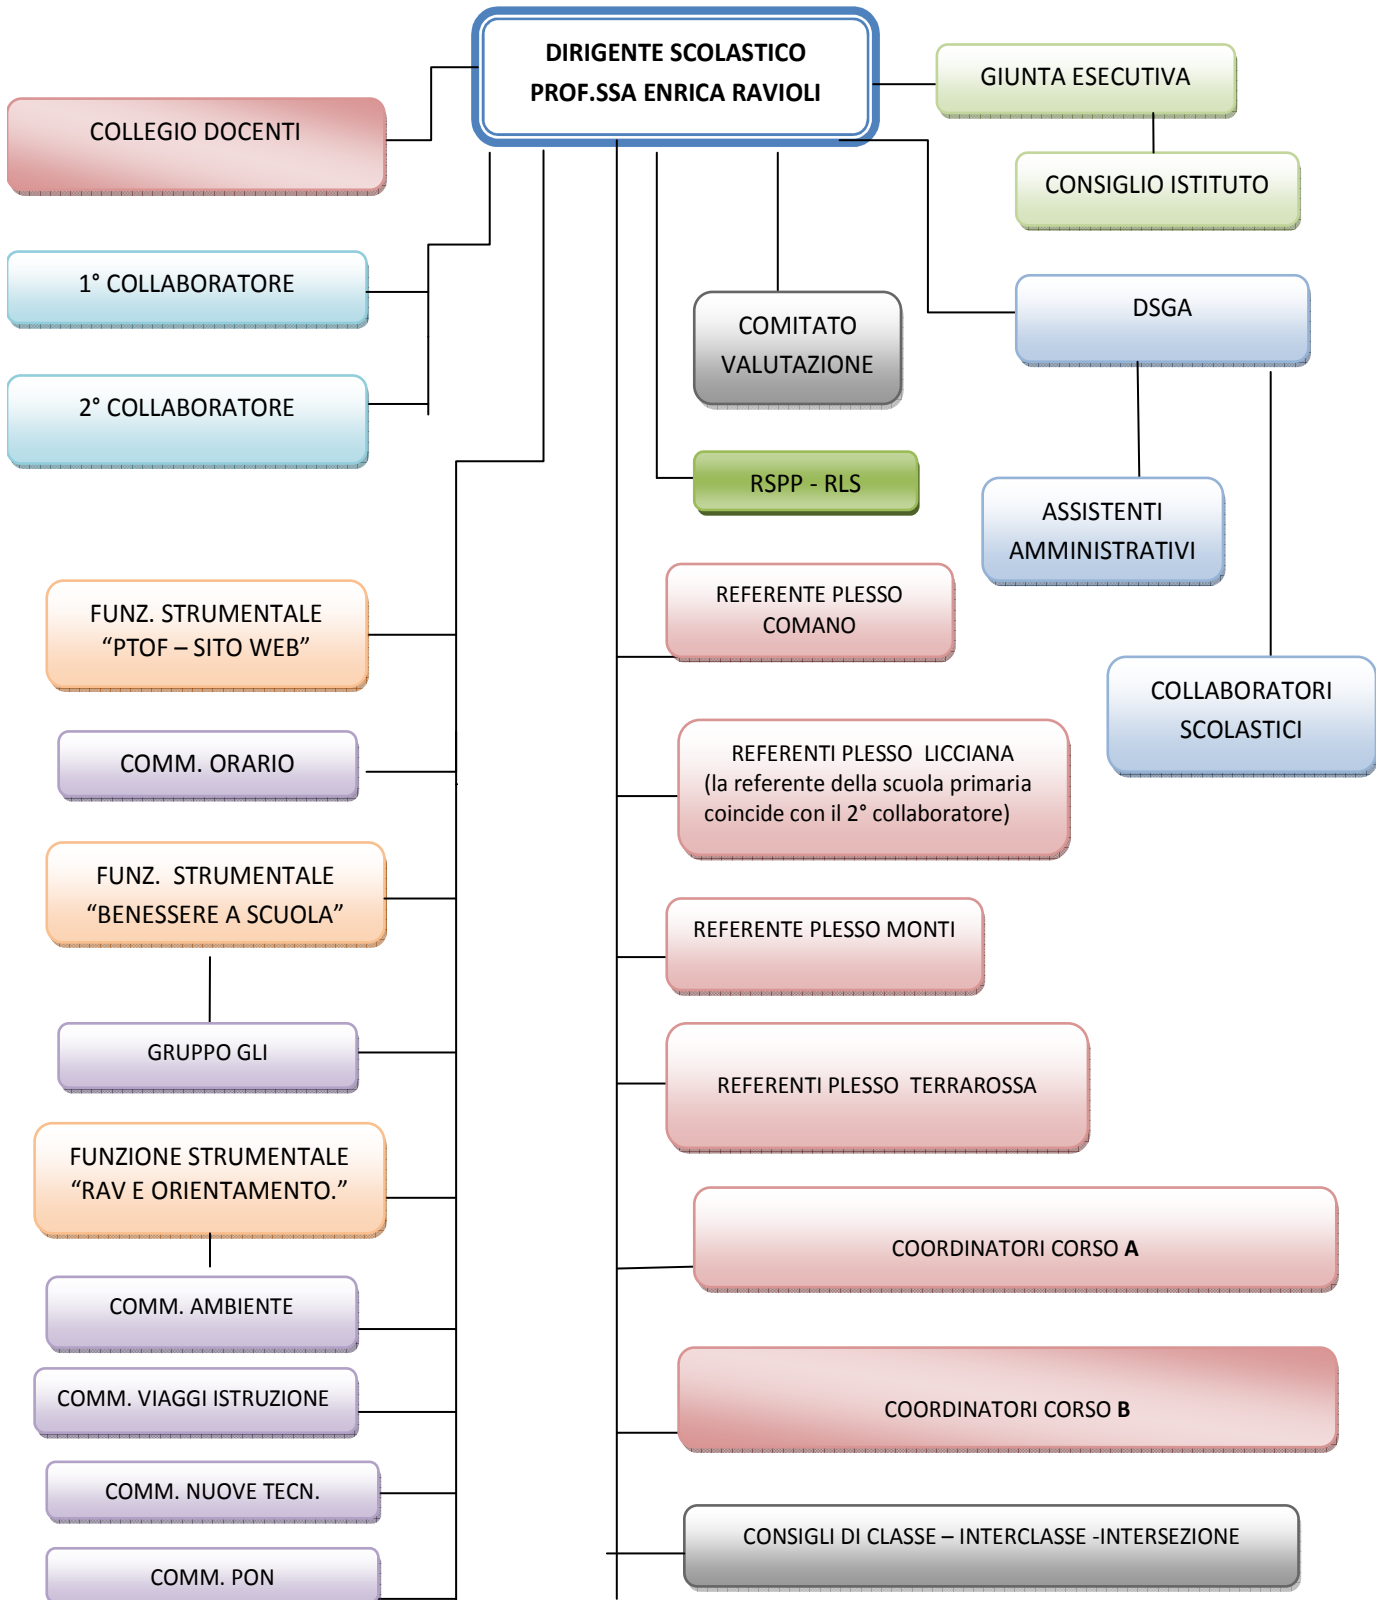 DIRIGENTE SCOLASTICO
PROF.SSA ENRICA RAVIOLI
GIUNTA ESECUTIVA
COLLEGIO DOCENTI
CONSIGLIO ISTITUTO
1° COLLABORATORE
2° COLLABORATORE
COMITATO
VALUTAZIONE
DSGA
RSPP - RLS
ASSISTENTI
AMMINISTRATIVI
COLLABORATORI
SCOLASTICI
FUNZ. STRUMENTALE
“PTOF – SITO WEB”
COMM. ORARIO
FUNZ. STRUMENTALE
“BENESSERE A SCUOLA”
GRUPPO GLI
FUNZIONE STRUMENTALE
“RAV E ORIENTAMENTO.”
COMM. AMBIENTE
COMM. VIAGGI ISTRUZIONE
COMM. NUOVE TECN.
COMM. PON
REFERENTE PLESSO
COMANO
REFERENTI PLESSO LICCIANA
(la referente della scuola primaria
coincide con il 2° collaboratore)
REFERENTE PLESSO MONTI
REFERENTI PLESSO TERRAROSSA
COORDINATORI CORSO A
COORDINATORI CORSO B
CONSIGLI DI CLASSE – INTERCLASSE -INTERSEZIONE